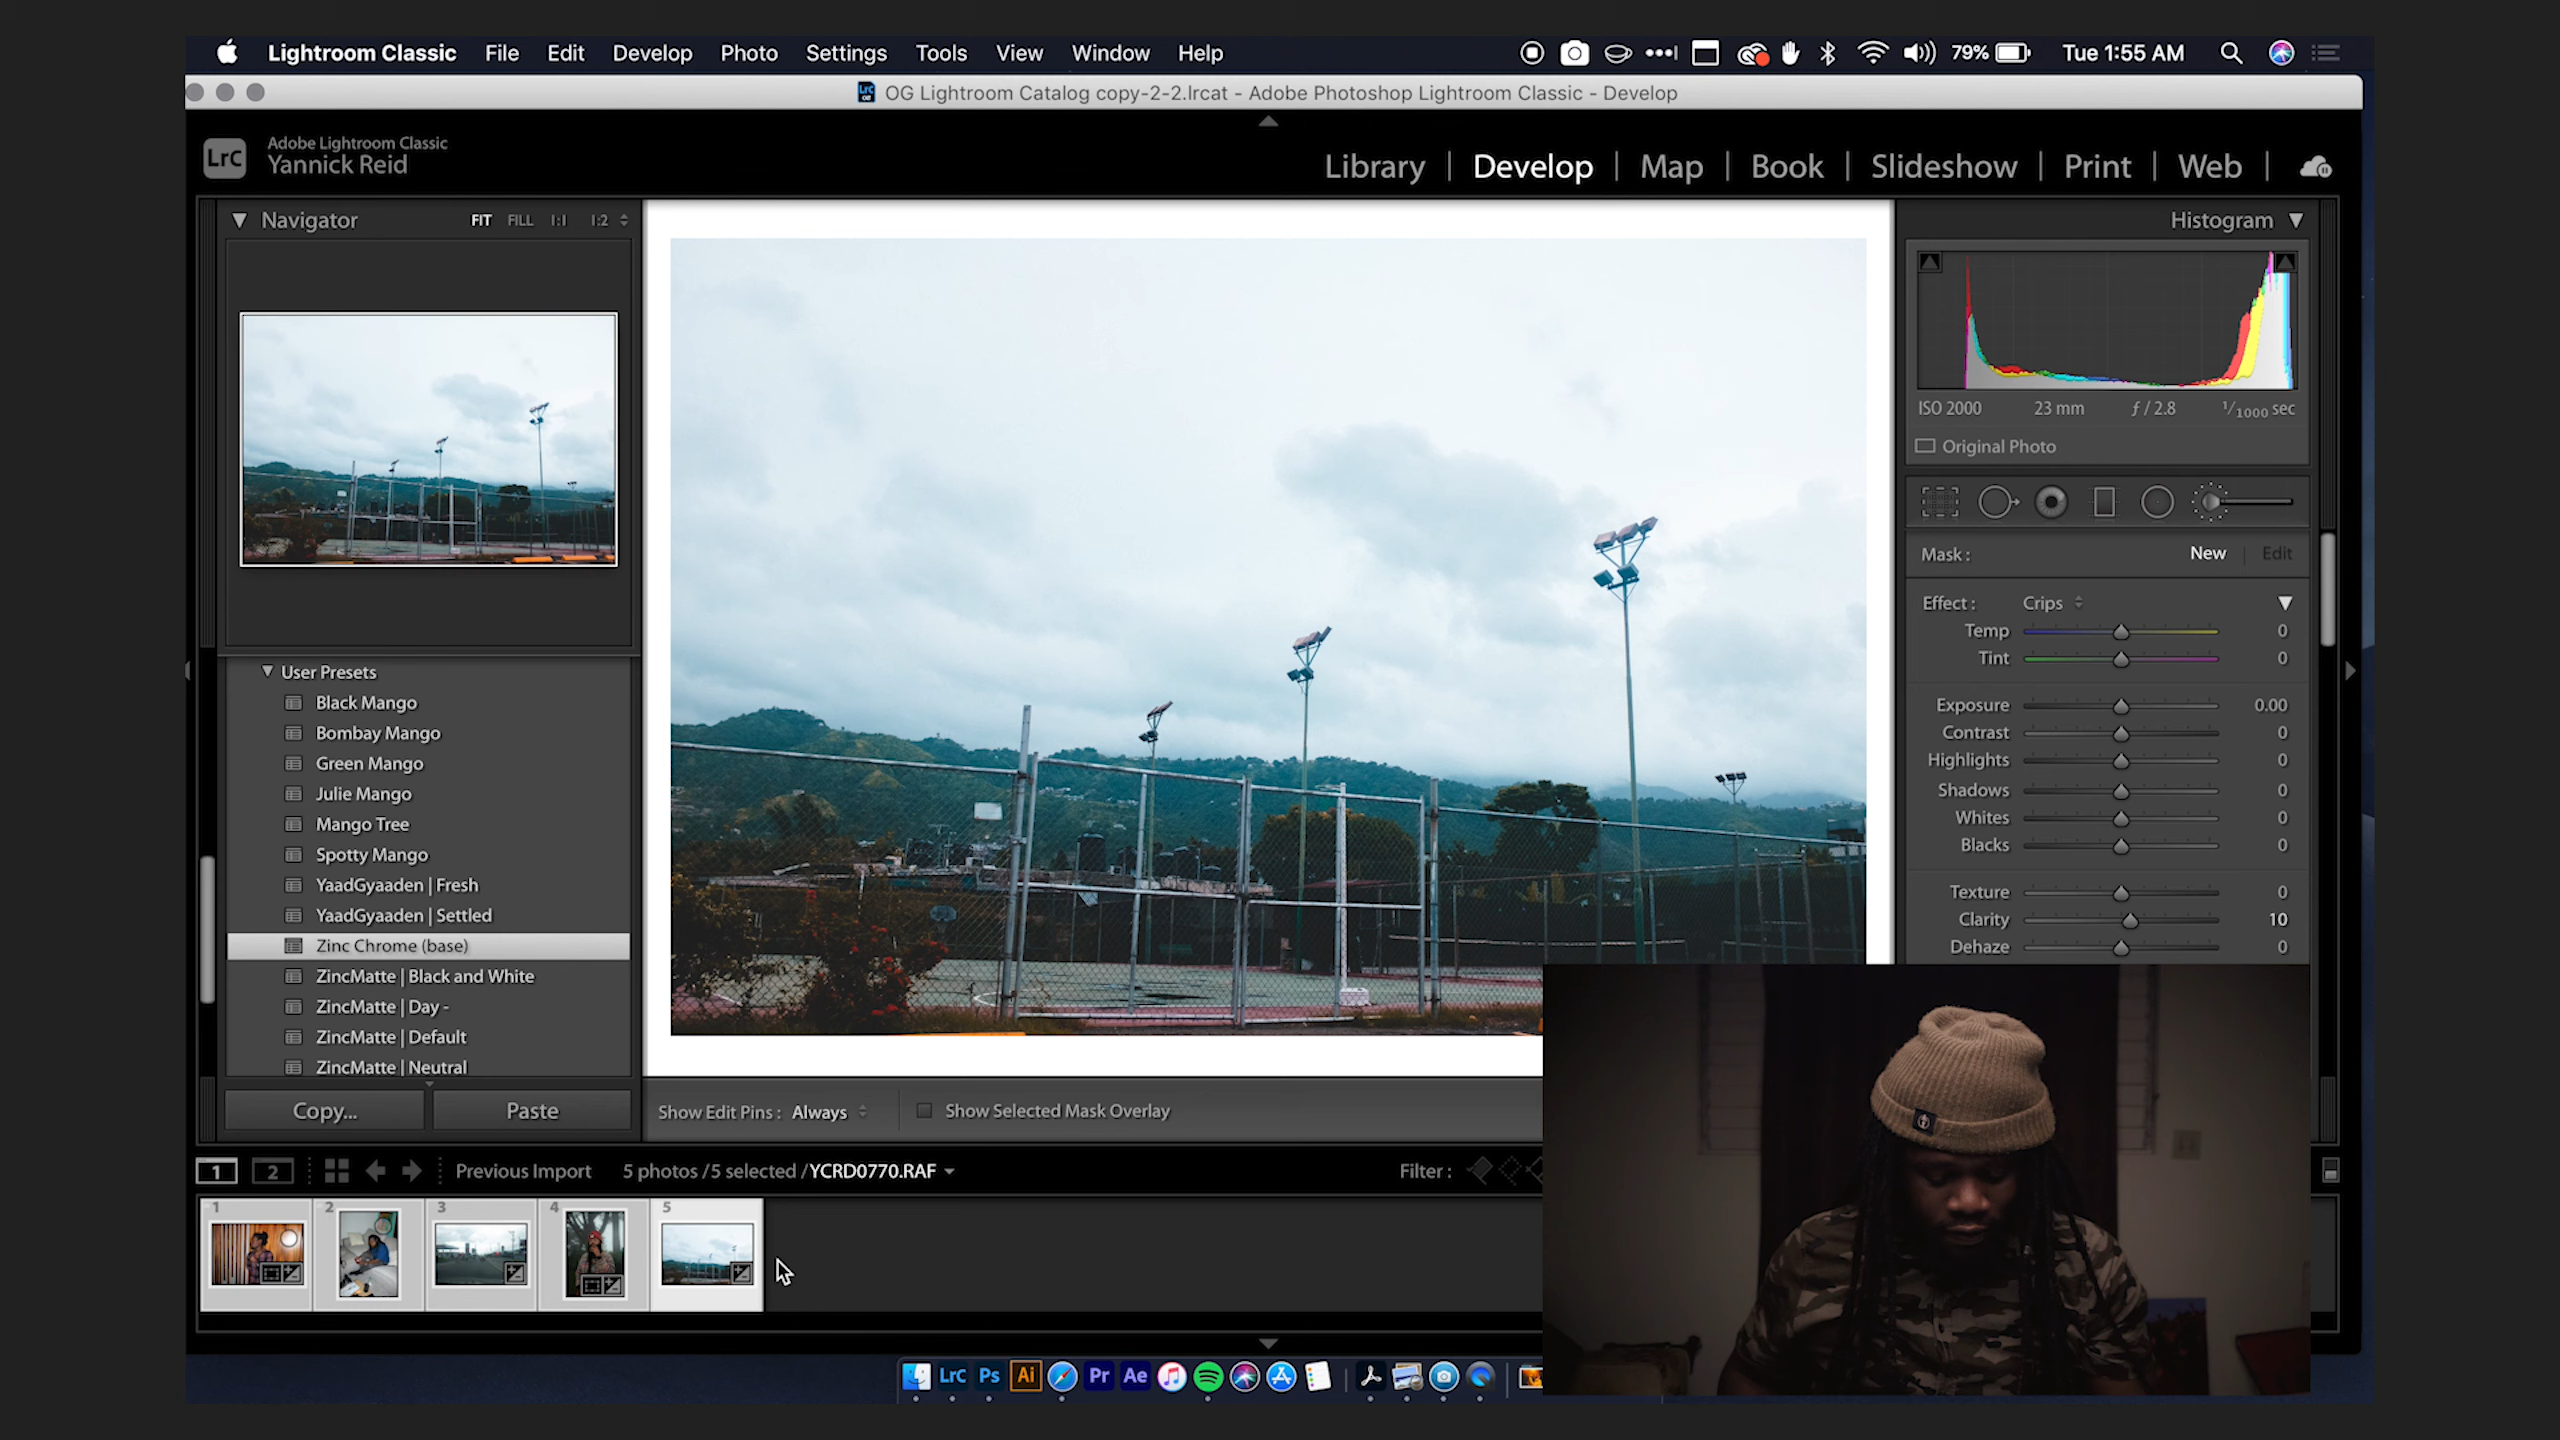 Lightroom Classic File Edit Develop Photo Settings Tools View Window Help 79% Tue 1:55 AM
OG Lightroom Catalog copy-2-2.lrcat - Adobe Photoshop Lightroom Classic - Develop
LrC
Adobe Lightroom Classic
Yannick Reid
Library | Develop | Map | Book | Slideshow | Print | Web |
Navigator FIT FILL 1:1 1:2
Histogram
ISO 2000 23 mm ƒ / 2.8 1/1000 sec
Original Photo
Mask : New | Edit
Effect : Crips
Temp 0
Tint 0
Exposure 0.00
Contrast 0
Highlights 0
Shadows 0
Whites 0
Blacks 0
Texture 0
Clarity 10
Dehaze 0
User Presets
Black Mango
Bombay Mango
Green Mango
Julie Mango
Mango Tree
Spotty Mango
YaadGyaaden | Fresh
YaadGyaaden | Settled
Zinc Chrome (base)
ZincMatte | Black and White
ZincMatte | Day -
ZincMatte | Default
ZincMatte | Neutral
Copy... Paste
Show Edit Pins : Always Show Selected Mask Overlay
1 2 Previous Import 5 photos / 5 selected / YCRD0770.RAF Filter :
1 2 3 4 5
LrC Ps Ai Pr Ae